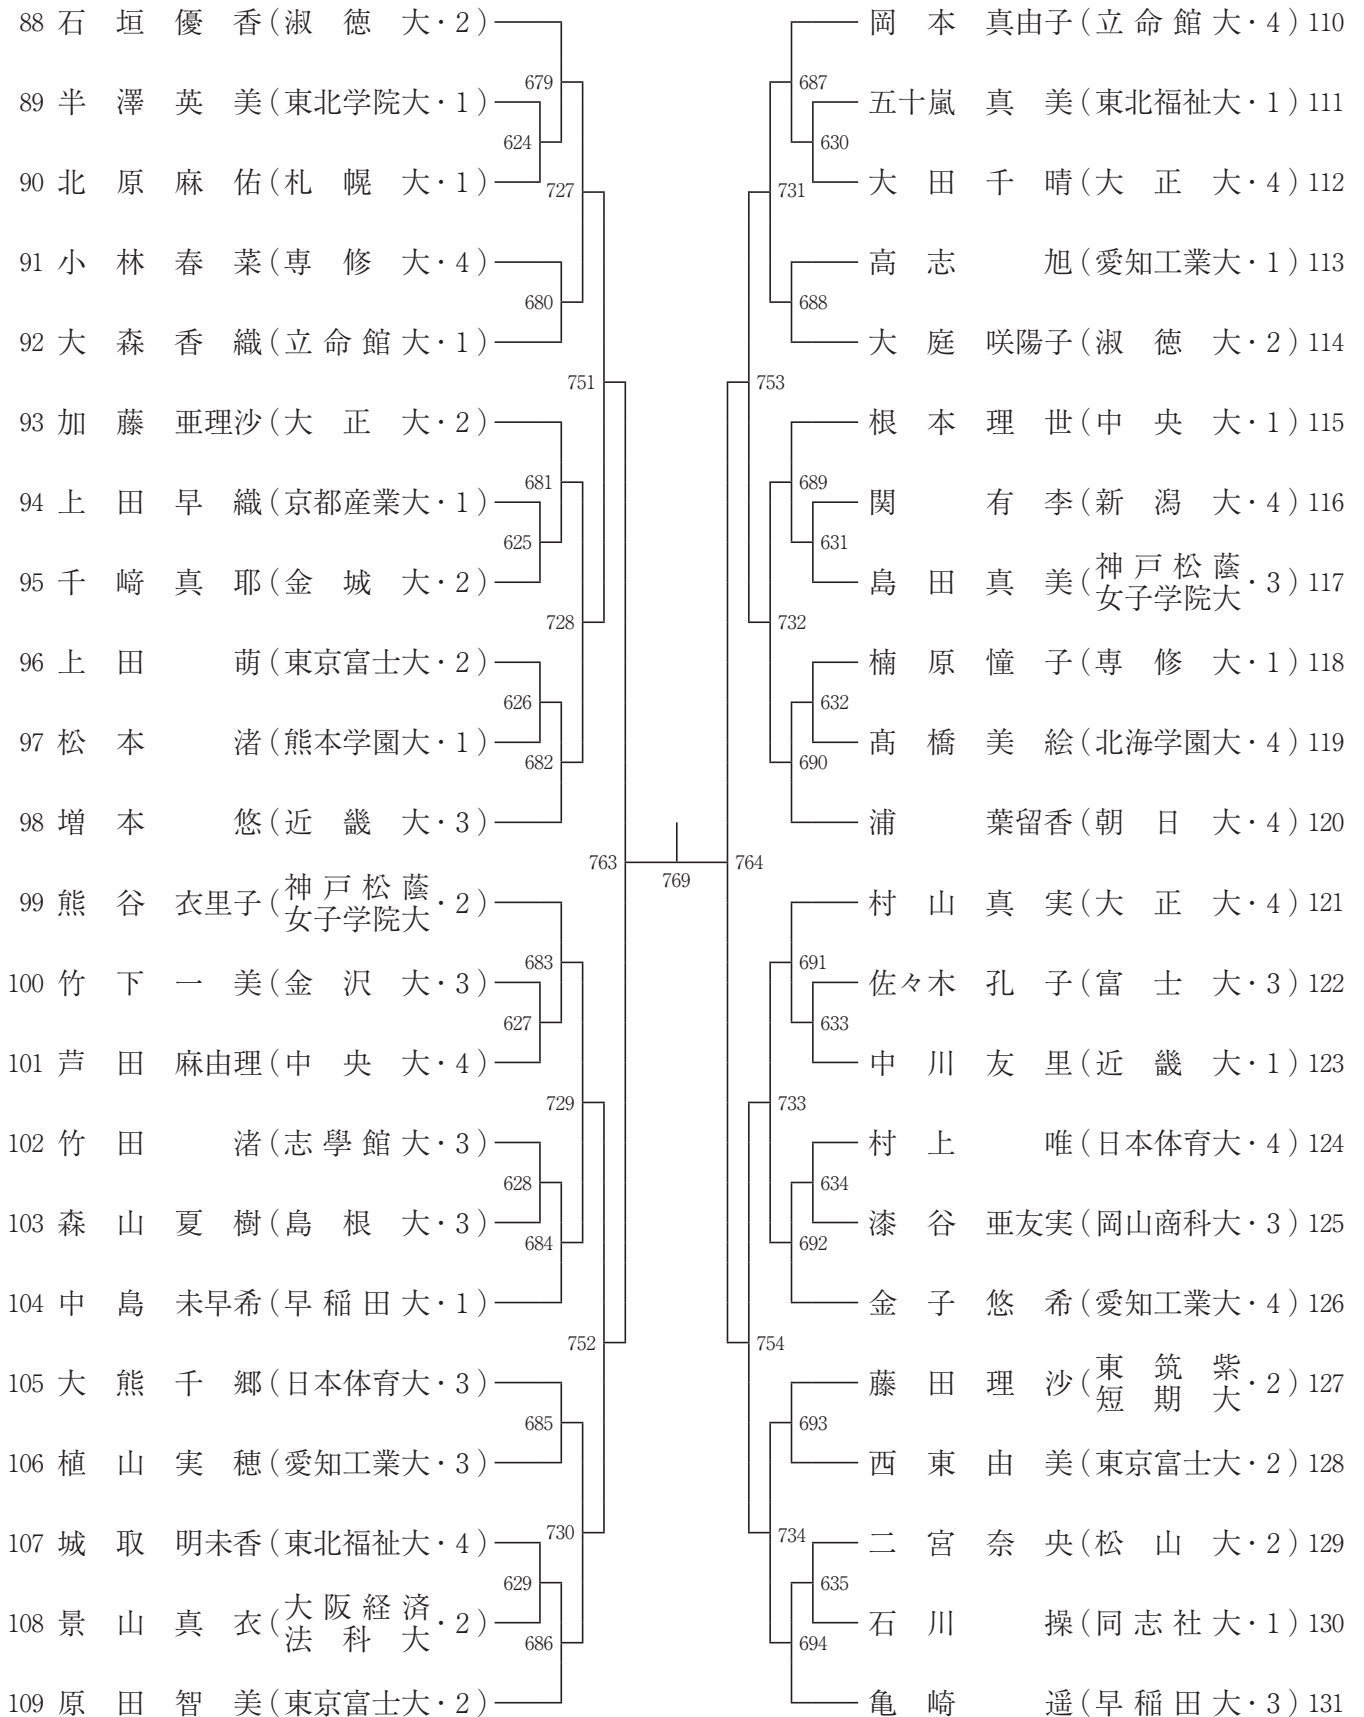 88 石垣優香(淑徳大・2)
679
89 半澤英美(東北学院大・1)
624
90 北原麻佑(札幌大・1)
727
91 小林春菜(専修大・4)
680
92 大森香織(立命館大・1)
751
93 加藤亜理沙(大正大・2)
681
94 上田早織(京都産業大・1)
625
95 千﨑真耶(金城大・2)
728
96 上田萌(東京富士大・2)
626
97 松本渚(熊本学園大・1)
682
98 増本悠(近畿大・3)
763
99 熊谷衣里子(神戸松蔭女子学院大・2)
683
100 竹下一美(金沢大・3)
627
101 芦田麻由理(中央大・4)
729
102 竹田渚(志學館大・3)
628
103 森山夏樹(島根大・3)
684
104 中島未早希(早稲田大・1)
752
105 大熊千郷(日本体育大・3)
685
106 植山実穂(愛知工業大・3)
730
107 城取明未香(東北福祉大・4)
629
108 景山真衣(大阪経済法科大・2)
686
109 原田智美(東京富士大・2)
769
岡本真由子(立命館大・4) 110
687
五十嵐真美(東北福祉大・1) 111
630
大田千晴(大正大・4) 112
731
高志旭(愛知工業大・1) 113
688
大庭咲陽子(淑徳大・2) 114
753
根本理世(中央大・1) 115
689
関有李(新潟大・4) 116
631
島田真美(神戸松蔭女子学院大・3) 117
732
楠原憧子(専修大・1) 118
632
髙橋美絵(北海学園大・4) 119
690
浦葉留香(朝日大・4) 120
764
村山真実(大正大・4) 121
691
佐々木孔子(富士大・3) 122
633
中川友里(近畿大・1) 123
733
村上唯(日本体育大・4) 124
634
漆谷亜友実(岡山商科大・3) 125
692
金子悠希(愛知工業大・4) 126
754
藤田理沙(東筑紫短期大・2) 127
693
西東由美(東京富士大・2) 128
734
二宮奈央(松山大・2) 129
635
石川操(同志社大・1) 130
694
亀崎遥(早稲田大・3) 131